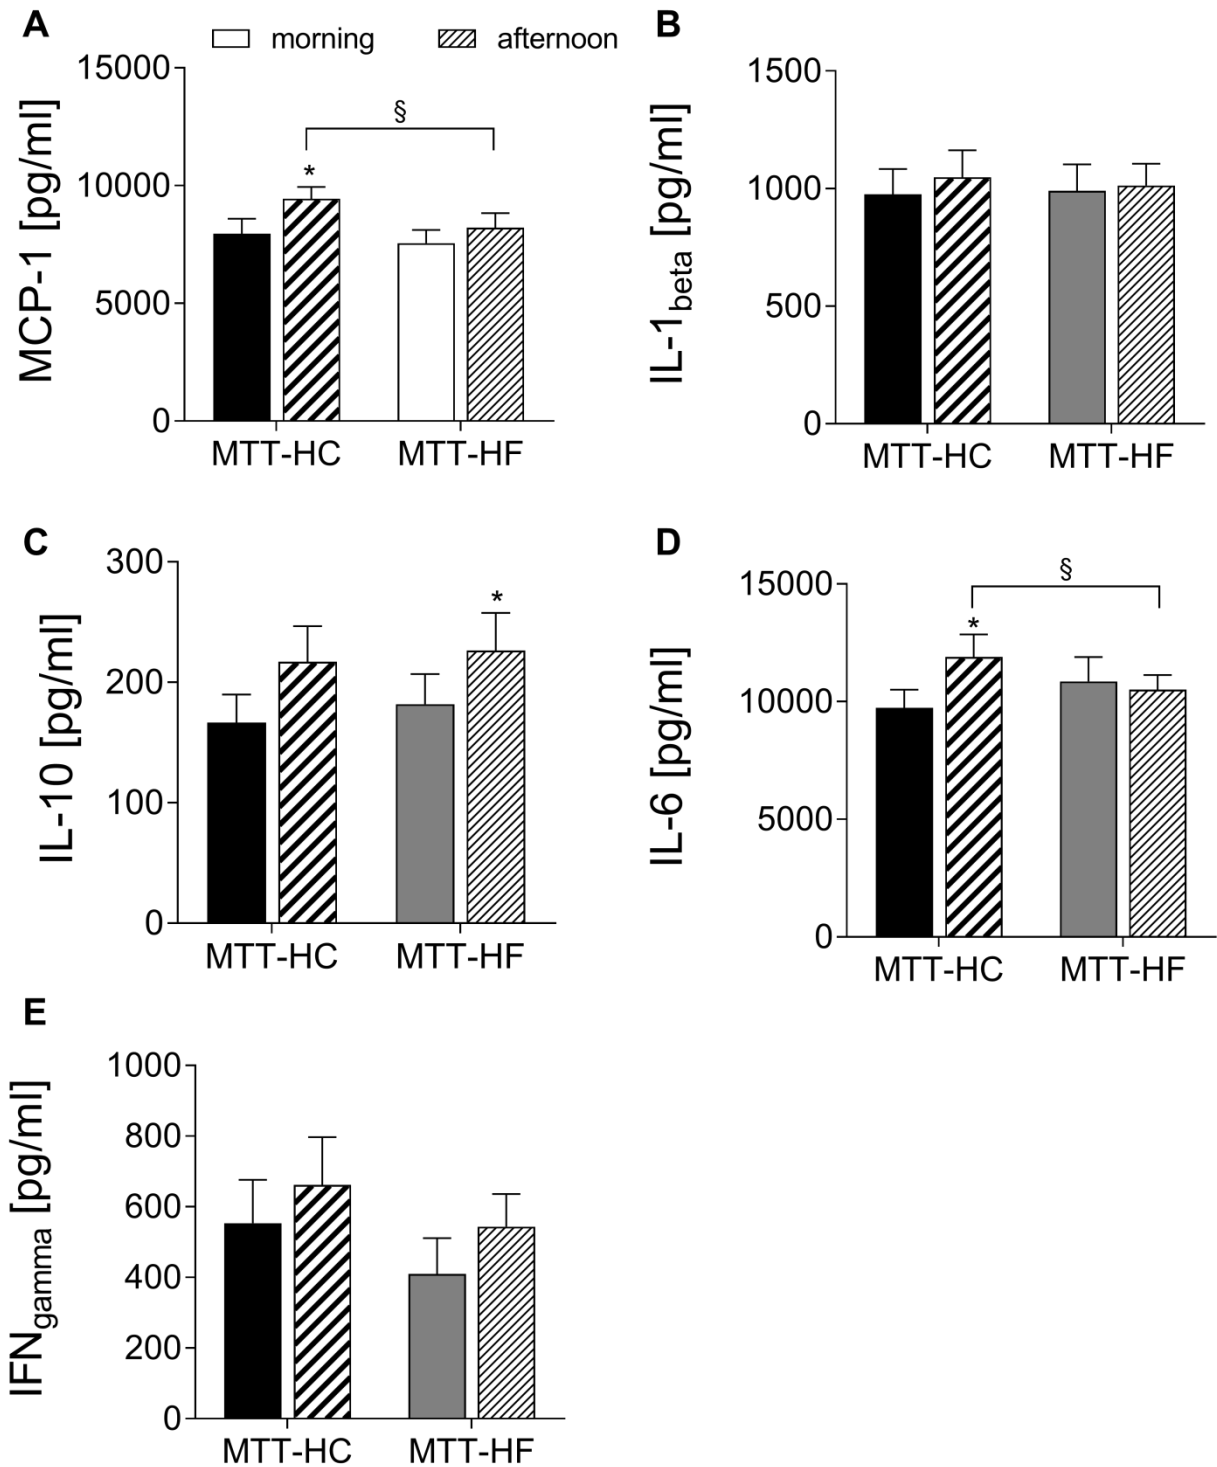 A
morning
afternoon
MCP-1 [pg/ml]
15000
10000
5000
0
§
*
MTT-HC
MTT-HF
B
IL-1beta [pg/ml]
1500
1000
500
0
MTT-HC
MTT-HF
C
IL-10 [pg/ml]
300
200
100
0
*
MTT-HC
MTT-HF
D
IL-6 [pg/ml]
15000
10000
5000
0
§
*
MTT-HC
MTT-HF
E
IFNgamma [pg/ml]
1000
800
600
400
200
0
MTT-HC
MTT-HF